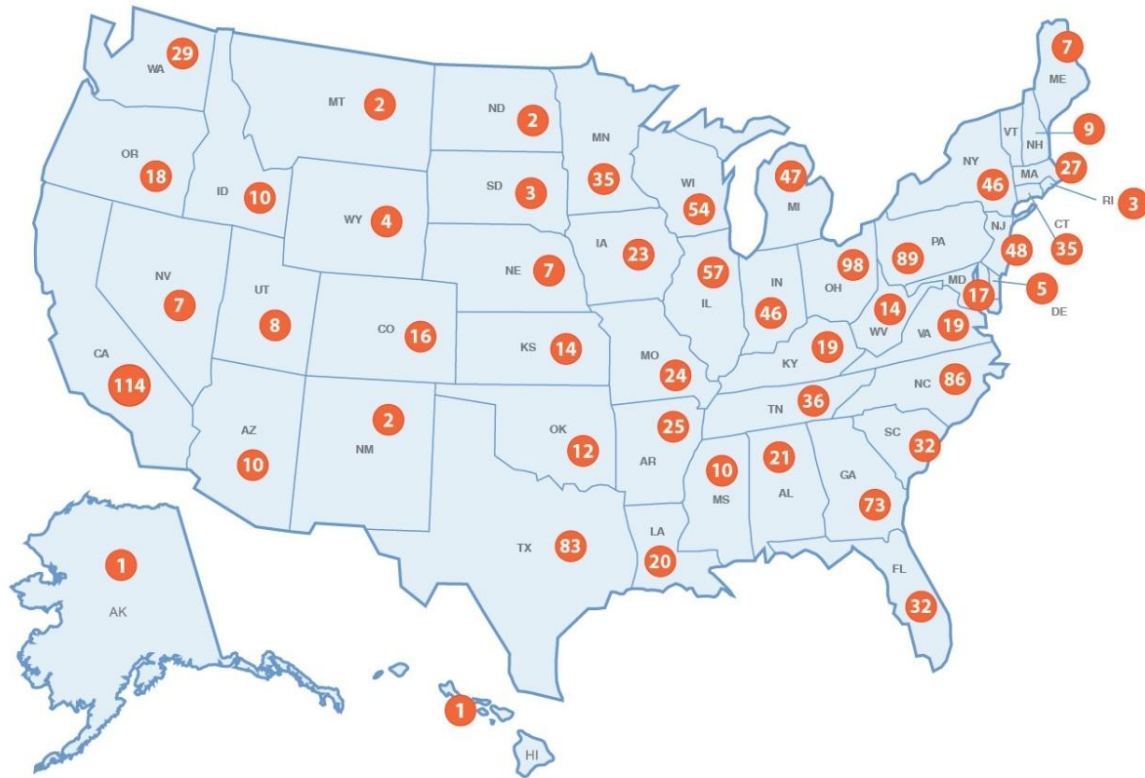 WA 29
MT 2
ND 2
MN 35
OR 18
ID 10
WY 4
SD 3
WI 54
MI 47
ME 7
VT
NH 9
NY 46
MA 27
RI 3
CT 35
NJ 48
PA 89
NV 7
UT 8
CO 16
NE 7
IA 23
IL 57
IN 46
OH 98
MD 17
DE 5
WV 14
VA 19
CA 114
KS 14
MO 24
KY 19
NC 86
TN 36
AZ 10
NM 2
OK 12
AR 25
MS 10
AL 21
GA 73
SC 32
TX 83
LA 20
FL 32
AK 1
HI 1